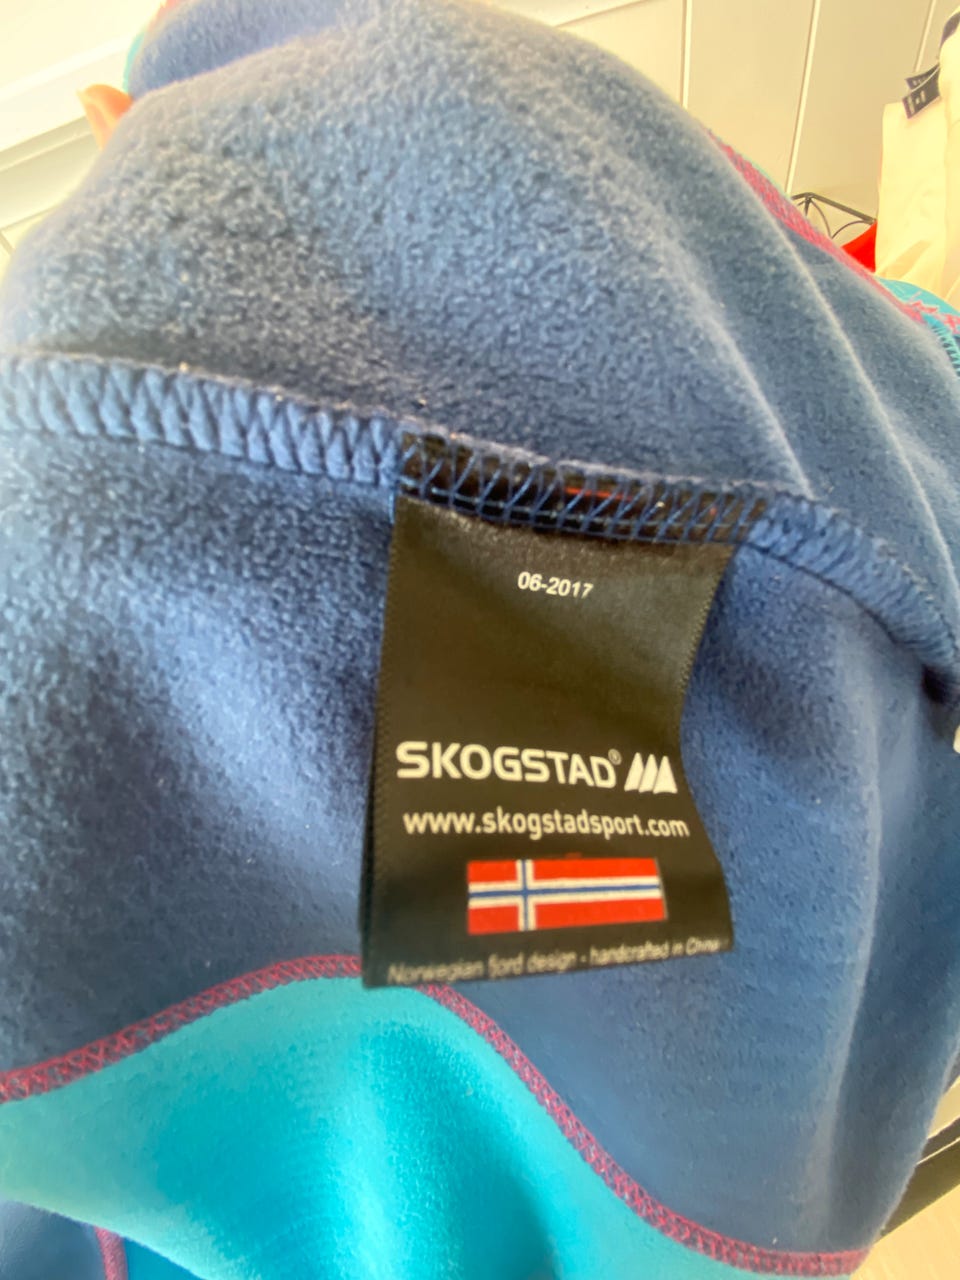 06-2017
SKOGSTAD®
www.skogstadsport.com
Norwegian fjord design - handcrafted in China